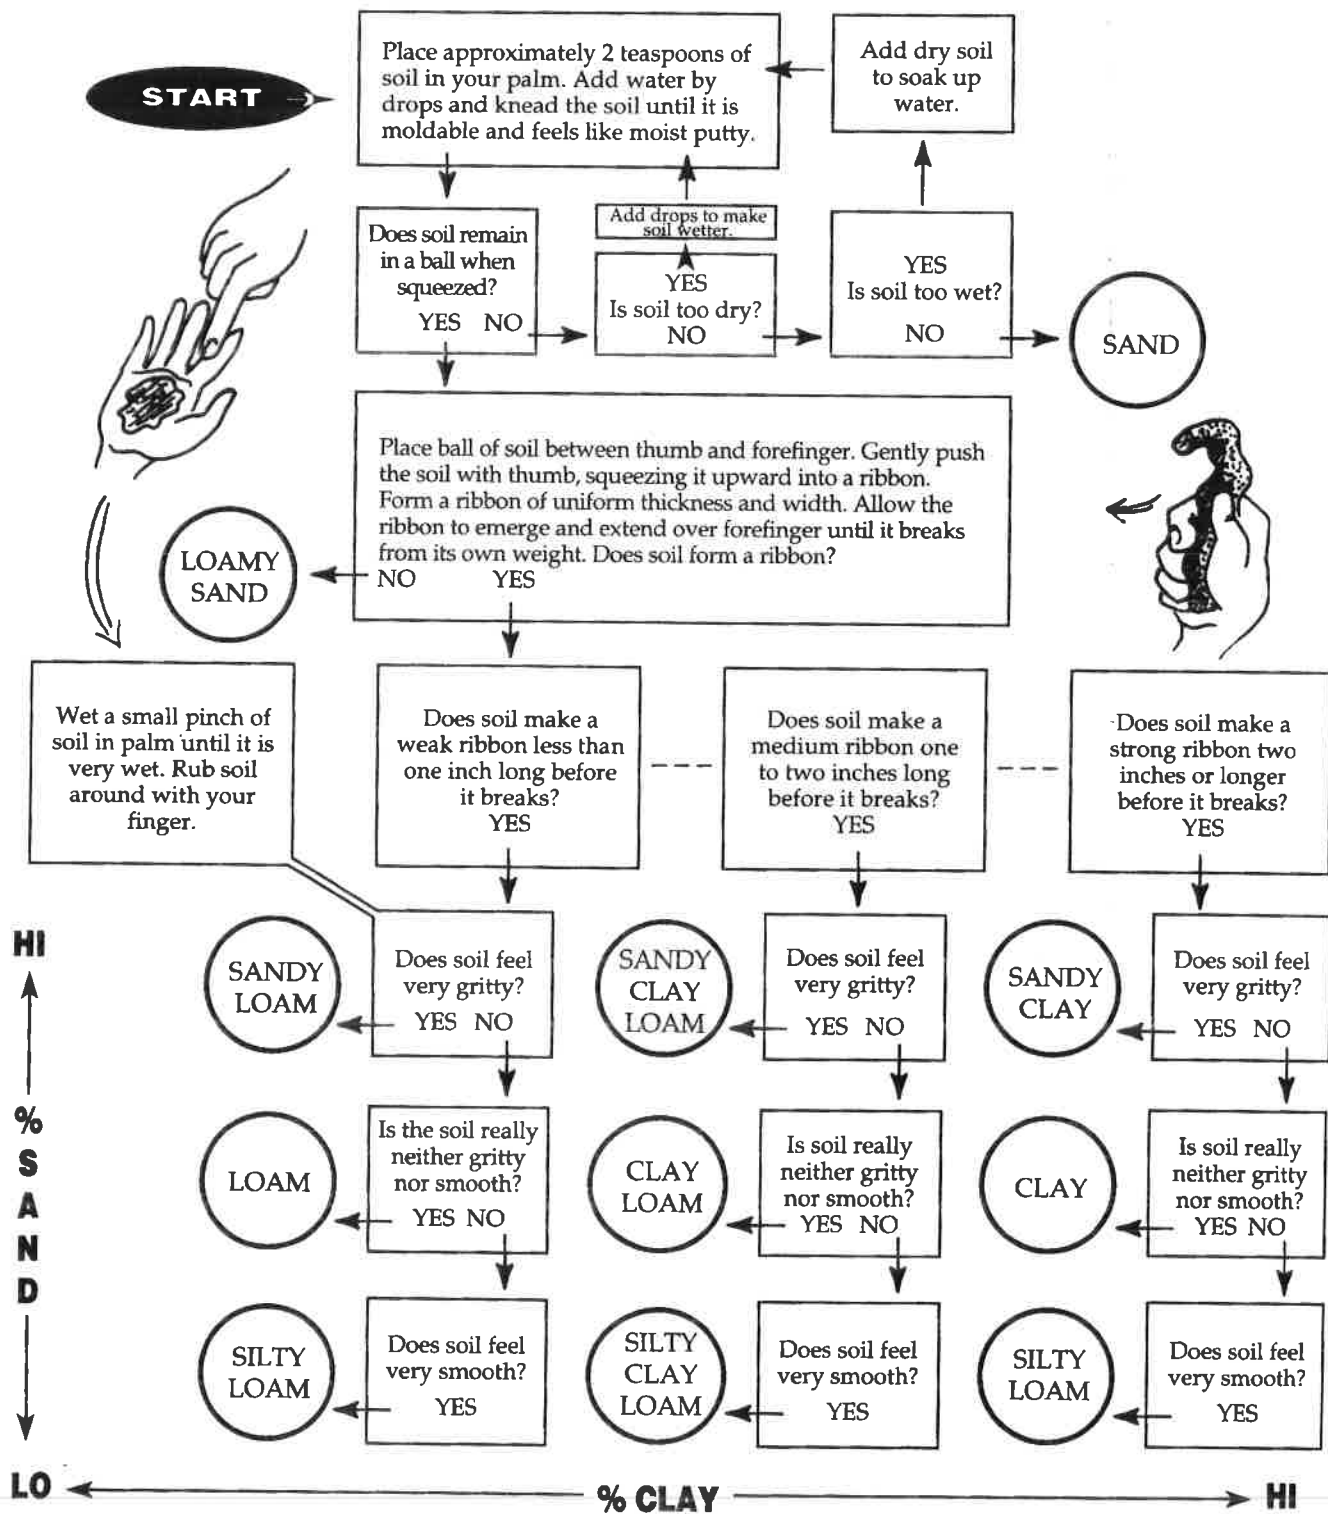 START
Place approximately 2 teaspoons of
soil in your palm. Add water by
drops and knead the soil until it is
moldable and feels like moist putty.
Add dry soil
to soak up
water.
Does soil remain
in a ball when
squeezed?
YES NO
Add drops to make
soil wetter.
YES
Is soil too dry?
NO
YES
Is soil too wet?
NO
SAND
Place ball of soil between thumb and forefinger. Gently push
the soil with thumb, squeezing it upward into a ribbon.
Form a ribbon of uniform thickness and width. Allow the
ribbon to emerge and extend over forefinger until it breaks
from its own weight. Does soil form a ribbon?
NO YES
LOAMY
SAND
Wet a small pinch of
soil in palm until it is
very wet. Rub soil
around with your
finger.
Does soil make a
weak ribbon less than
one inch long before
it breaks?
YES
Does soil make a
medium ribbon one
to two inches long
before it breaks?
YES
Does soil make a
strong ribbon two
inches or longer
before it breaks?
YES
HI
% SAND
LO
SANDY
LOAM
Does soil feel
very gritty?
YES NO
SANDY
CLAY
LOAM
Does soil feel
very gritty?
YES NO
SANDY
CLAY
Does soil feel
very gritty?
YES NO
LOAM
Is the soil really
neither gritty
nor smooth?
YES NO
CLAY
LOAM
Is soil really
neither gritty
nor smooth?
YES NO
CLAY
Is soil really
neither gritty
nor smooth?
YES NO
SILTY
LOAM
Does soil feel
very smooth?
YES
SILTY
CLAY
LOAM
Does soil feel
very smooth?
YES
SILTY
LOAM
Does soil feel
very smooth?
YES
% CLAY
HI